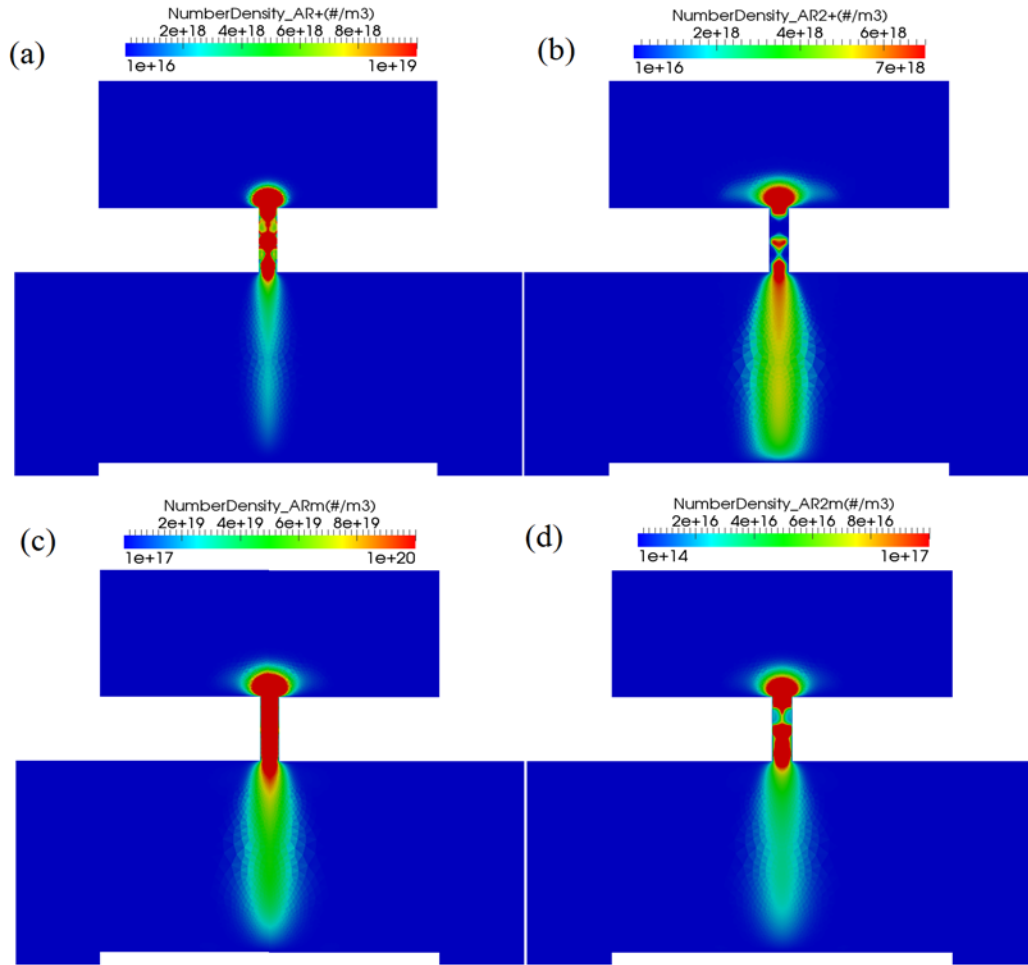 (a)
NumberDensity_AR+(#/m3)
2e+18 4e+18 6e+18 8e+18
1e+16 1e+19
(b)
NumberDensity_AR2+(#/m3)
2e+18 4e+18 6e+18
1e+16 7e+18
(c)
NumberDensity_ARm(#/m3)
2e+19 4e+19 6e+19 8e+19
1e+17 1e+20
(d)
NumberDensity_AR2m(#/m3)
2e+16 4e+16 6e+16 8e+16
1e+14 1e+17